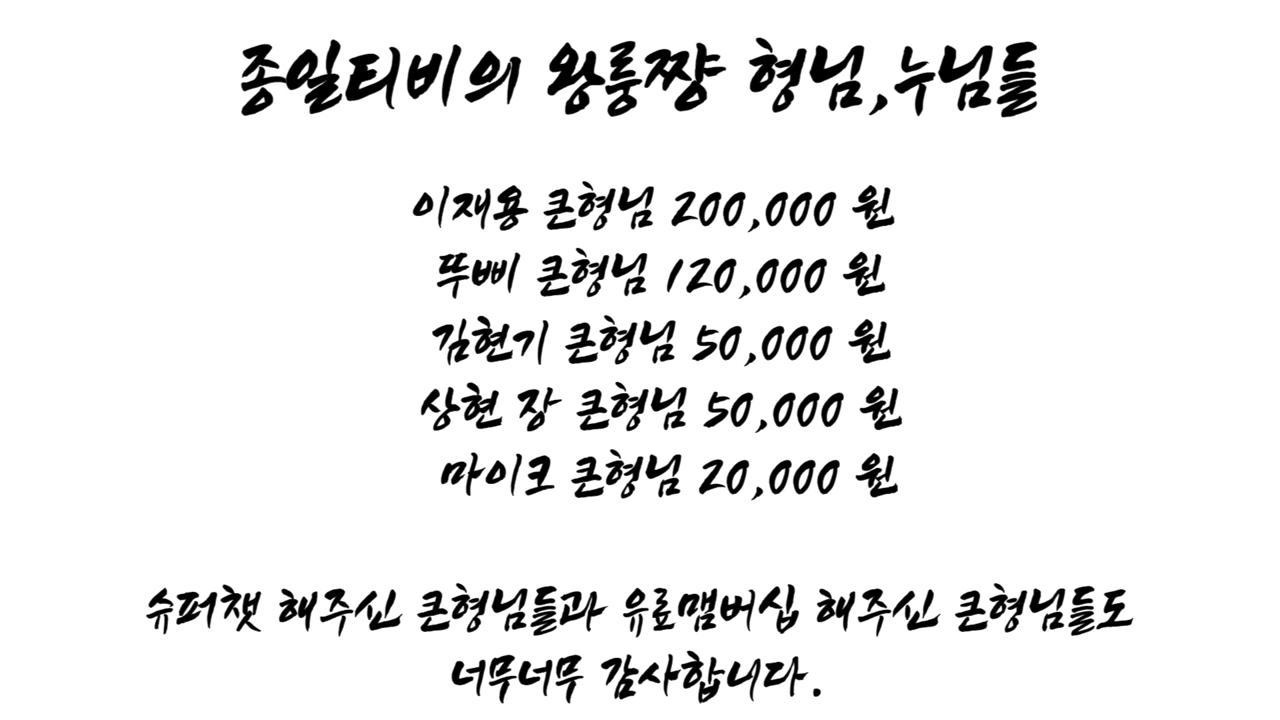 종일티비의 왕룽쨩 형님,누님들
이재용 큰형님 200,000 원
뚜삐 큰형님 120,000 원
김현기 큰형님 50,000 원
상현 장 큰형님 50,000 원
마이크 큰형님 20,000 원
슈퍼챗 해주신 큰형님들과 유료맴버십 해주신 큰형님들도
너무너무 감사합니다.